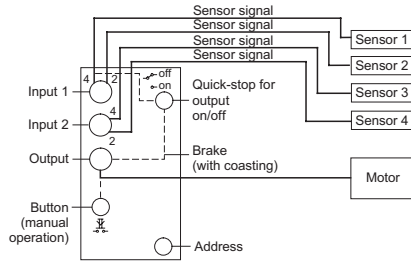 Sensor signal
Sensor signal
Sensor signal
Sensor signal
Sensor 1
Sensor 2
Sensor 3
Sensor 4
4 2
off
on
Input 1
Quick-stop for
output
on/off
4
Input 2
2
Output
Brake
(with coasting)
Motor
Button
(manual
operation)
Address